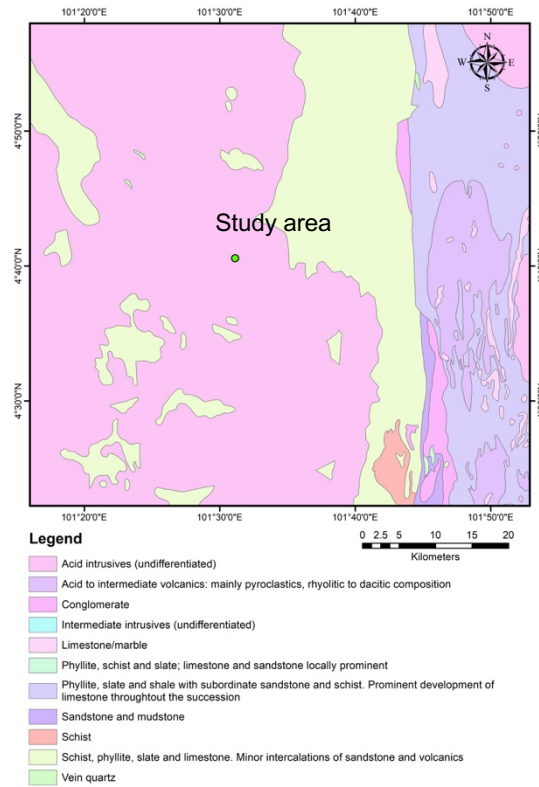 101°20'0"E 101°30'0"E 101°40'0"E 101°50'0"E
N
W E
S
4°50'0"N
Study area
4°40'0"N
4°30'0"N
101°20'0"E 101°30'0"E 101°40'0"E 101°50'0"E
Legend
0 2.5 5 10 15 20
Kilometers
Acid intrusives (undifferentiated)
Acid to intermediate volcanics: mainly pyroclastics, rhyolitic to dacitic composition
Conglomerate
Intermediate intrusives (undifferentiated)
Limestone/marble
Phyllite, schist and slate; limestone and sandstone locally prominent
Phyllite, slate and shale with subordinate sandstone and schist. Prominent development of
limestone throughtout the succession
Sandstone and mudstone
Schist
Schist, phyllite, slate and limestone. Minor intercalations of sandstone and volcanics
Vein quartz